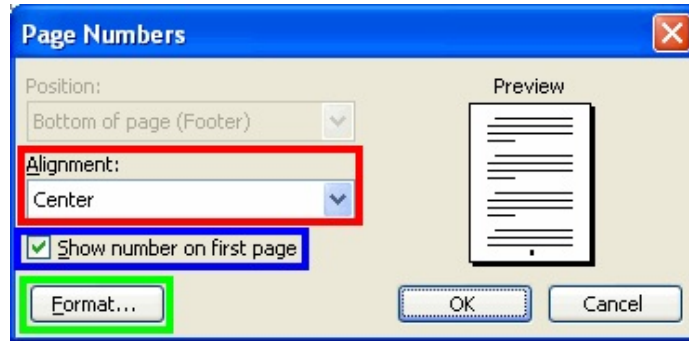 Page Numbers
Position:
Preview
Bottom of page (Footer)
Alignment:
Center
Show number on first page
Format...
OK
Cancel